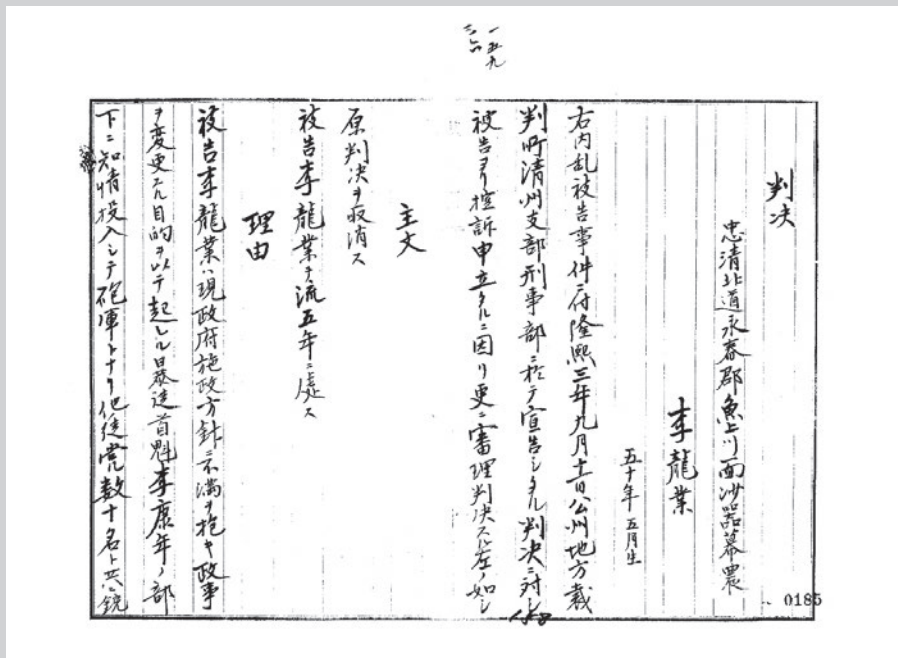 一五九
判決
忠清北道永春郡魚上川面沙器幕農
李龍業
五十年五月生
右内乱被告事件ニ付隆熙三年九月十一日公州地方裁
判所清州支部刑事部ニ於テ宣告シタル判決ニ対シ
被告ヨリ控訴申立タルニ因リ更ニ審理判決スル左ノ如シ
主文
原判决ヲ取消ス
被告李龍業ヲ流五年ニ処ス
理由
被告李龍業ハ現政府施政方針ニ不満ヲ抱キ政事
ヲ変更スル目的ヲ以テ起シタル暴徒首魁李康年ノ部
下ニ知情投入シテ砲軍トナリ他徒党数十名ト共ニ銃
0185